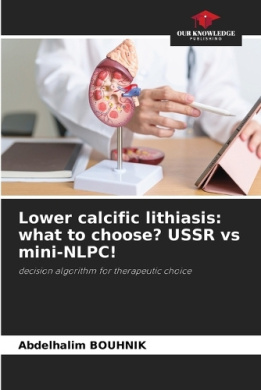 OUR KNOWLEDGE
PUBLISHING
Lower calcific lithiasis:
what to choose? USSR vs
mini-NLPC!
decision algorithm for therapeutic choice
Abdelhalim BOUHNIK